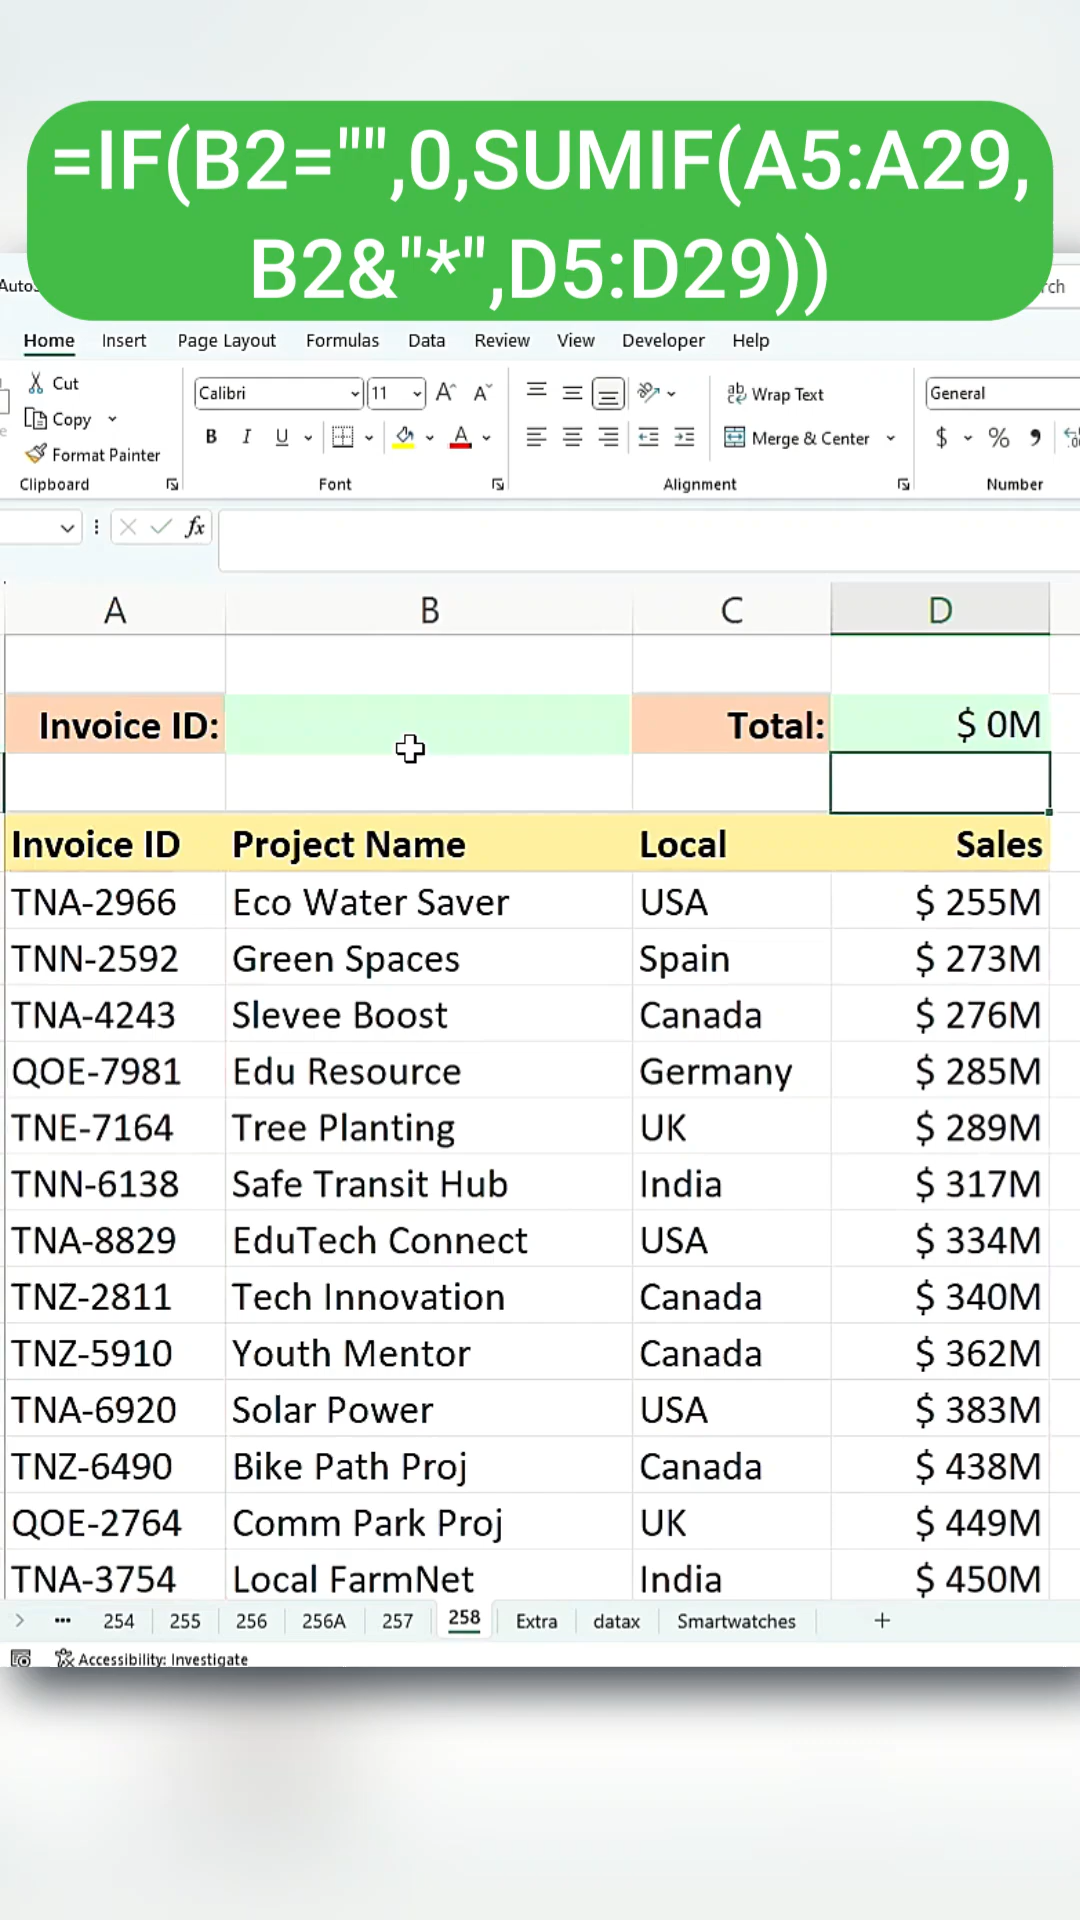 =IF(B2="",0,SUMIF(A5:A29,
B2&"*",D5:D29))
Home Insert Page Layout Formulas Data Review View Developer Help
Cut
Copy
Format Painter
Clipboard
Calibri 11
B I U
Font
Wrap Text
Merge & Center
Alignment
General
$ %
Number
fx
A B C D
Invoice ID: Total: $ 0M
Invoice ID Project Name Local Sales
TNA-2966 Eco Water Saver USA $ 255M
TNN-2592 Green Spaces Spain $ 273M
TNA-4243 Slevee Boost Canada $ 276M
QOE-7981 Edu Resource Germany $ 285M
TNE-7164 Tree Planting UK $ 289M
TNN-6138 Safe Transit Hub India $ 317M
TNA-8829 EduTech Connect USA $ 334M
TNZ-2811 Tech Innovation Canada $ 340M
TNZ-5910 Youth Mentor Canada $ 362M
TNA-6920 Solar Power USA $ 383M
TNZ-6490 Bike Path Proj Canada $ 438M
QOE-2764 Comm Park Proj UK $ 449M
TNA-3754 Local FarmNet India $ 450M
... 254 255 256 256A 257 258 Extra datax Smartwatches +
Accessibility: Investigate